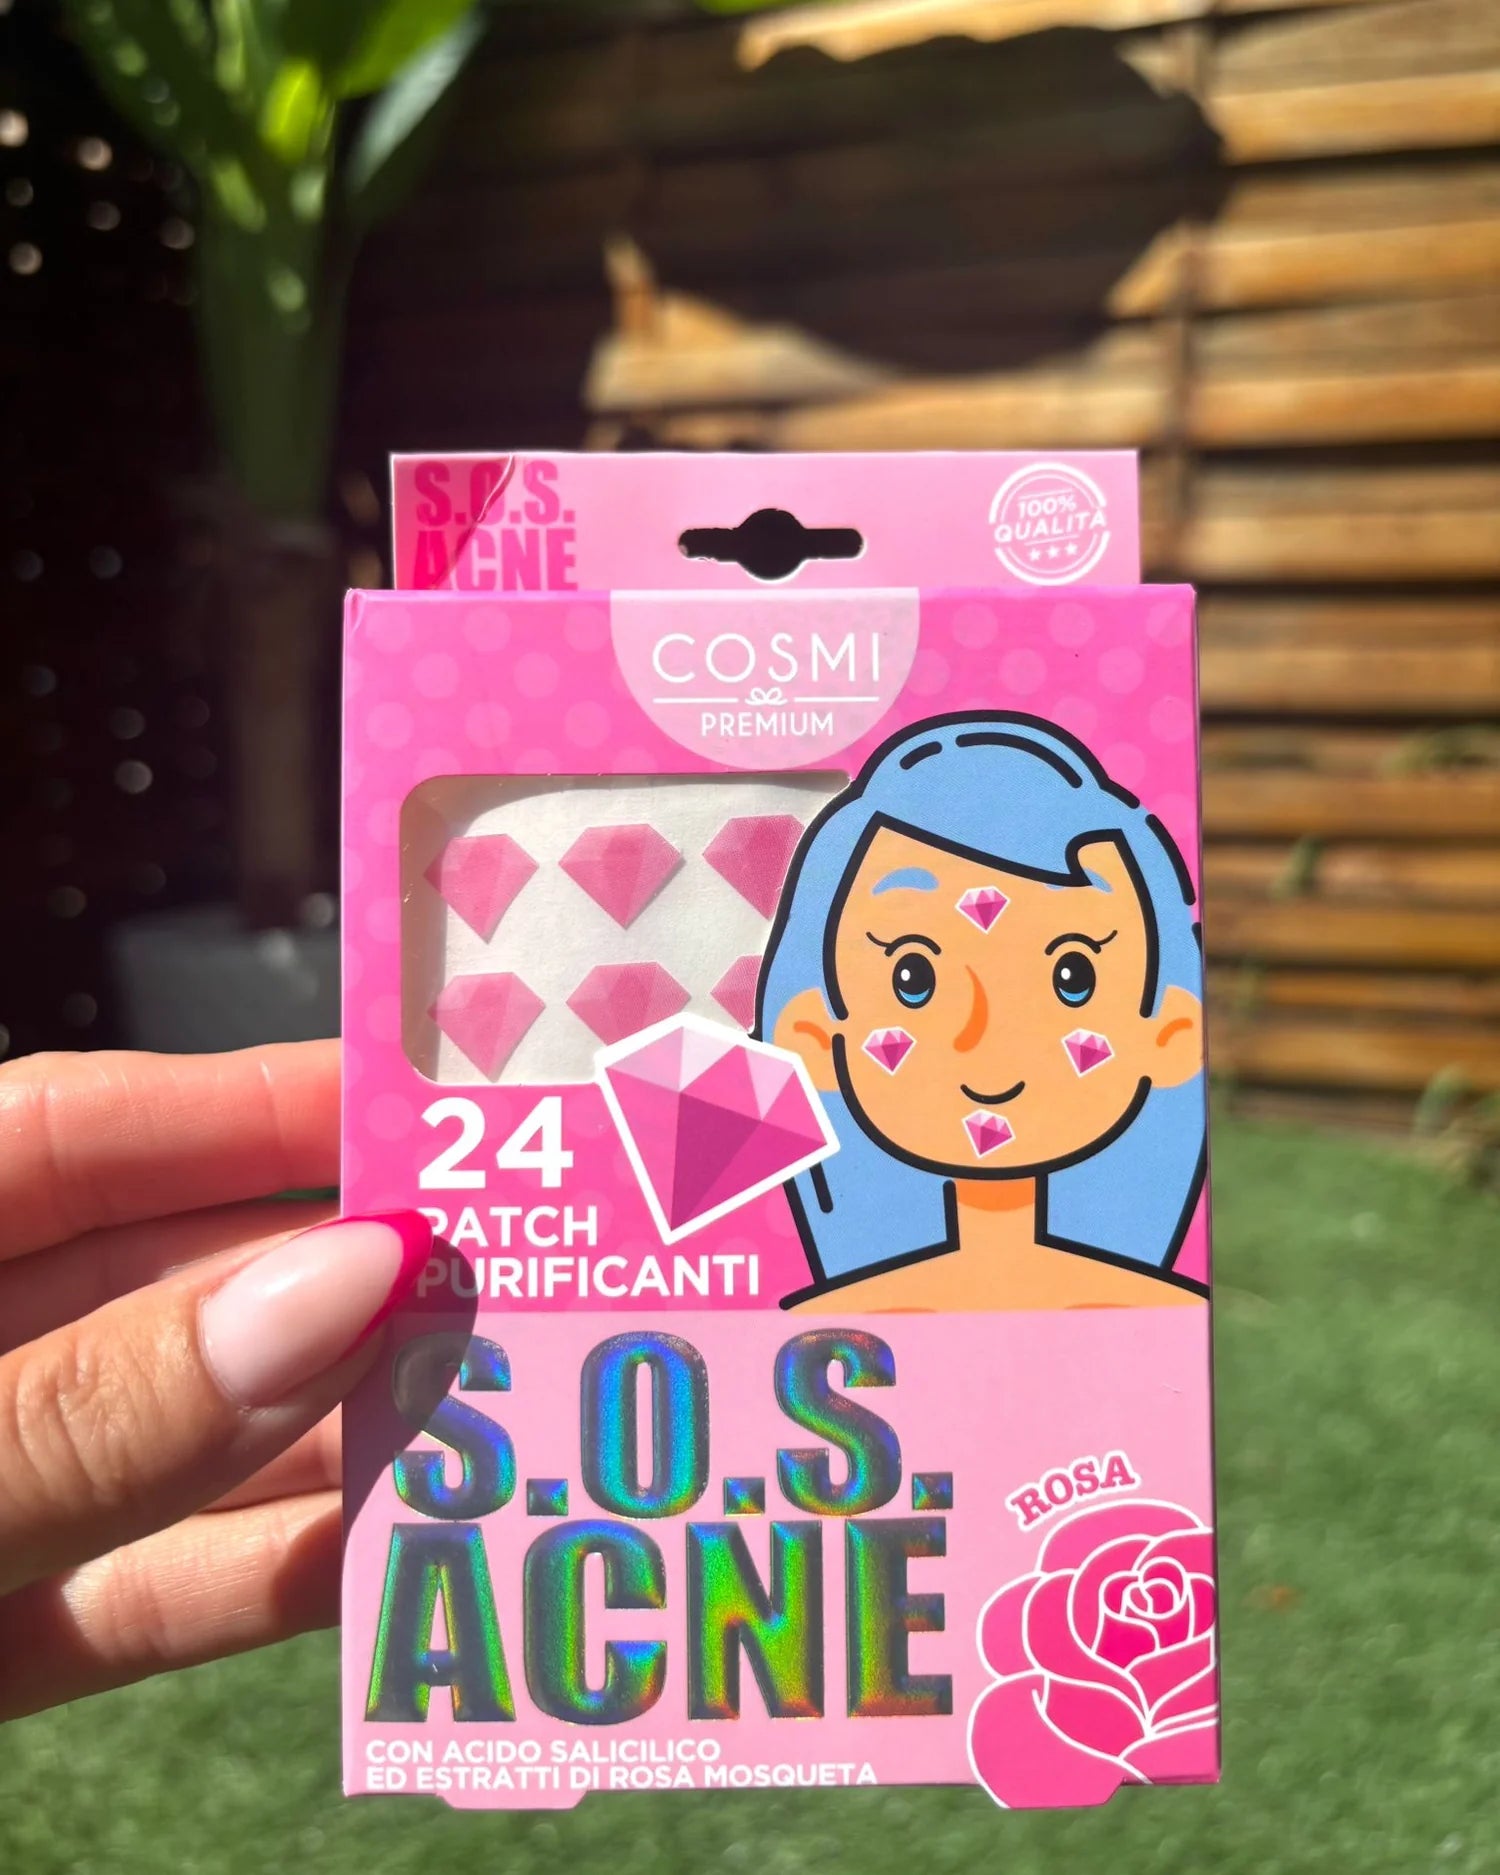 S.O.S.
ACNE
100%
QUALITÀ
COSMI
PREMIUM
24
PATCH
PURIFICANTI
S.O.S.
ACNE
ROSA
CON ACIDO SALICILICO
ED ESTRATTI DI ROSA MOSQUETA